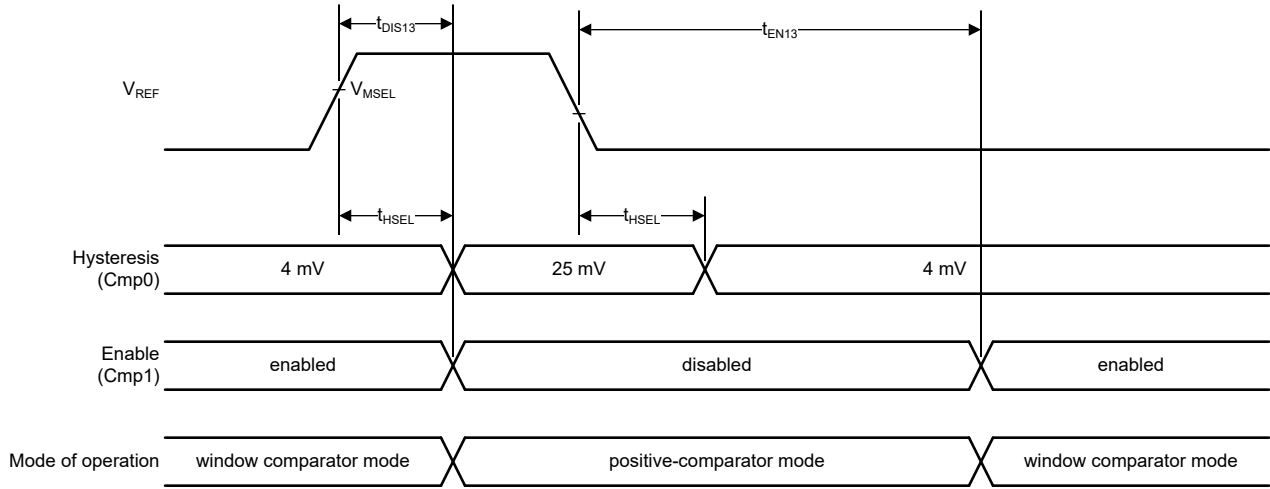 tDIS13
tEN13
VREF
VMSEL
tHSEL
tHSEL
Hysteresis
(Cmp0)
4 mV
25 mV
4 mV
Enable
(Cmp1)
enabled
disabled
enabled
Mode of operation
window comparator mode
positive-comparator mode
window comparator mode